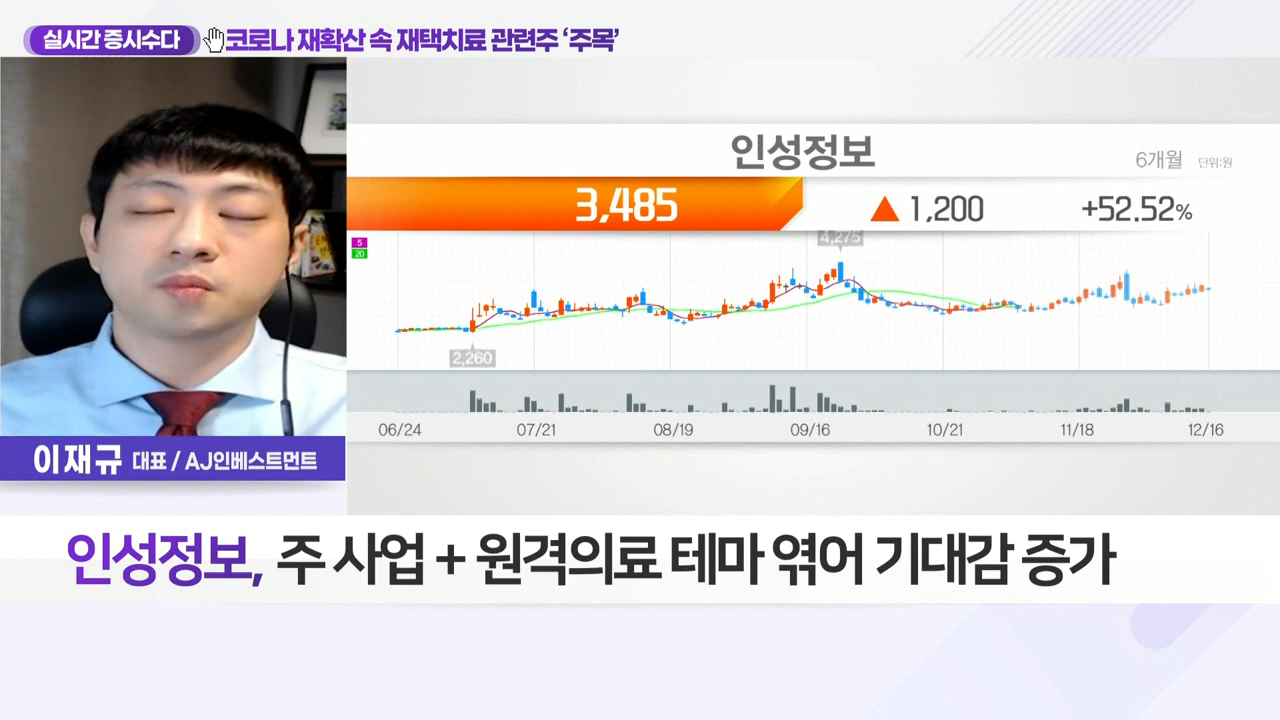 실시간 증시수다
코로나 재확산 속 재택치료 관련주 ‘주목’
인성정보
6개월 단위:원
3,485 ▲ 1,200 +52.52%
5
20
4,275
2,260
06/24 07/21 08/19 09/16 10/21 11/18 12/16
이재규 대표 / AJ인베스트먼트
인성정보, 주 사업 + 원격의료 테마 엮어 기대감 증가